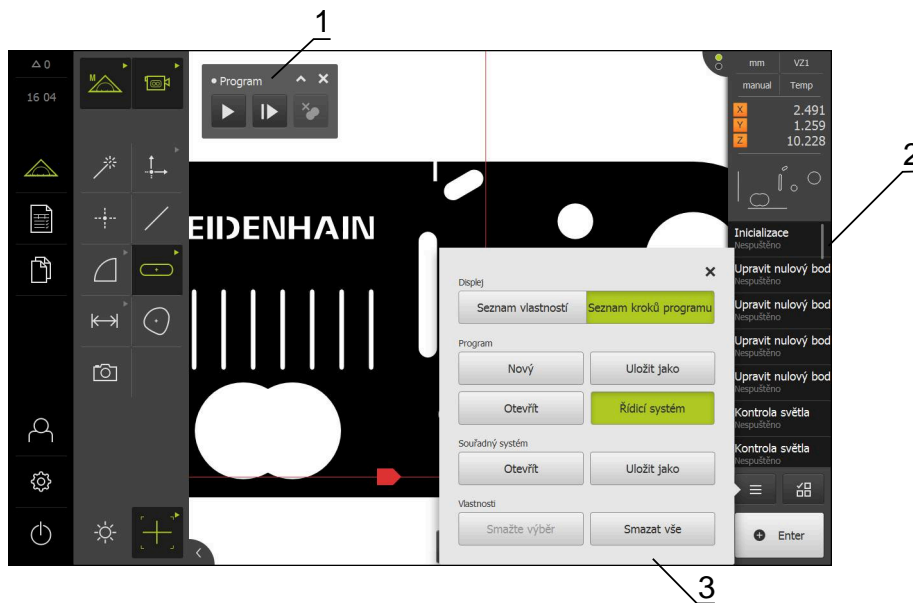 1
0
16 04
M
Program
mm VZ1
manual Temp
X 2.491
Y 1.259
Z 10.228
2
EIDENHAIN
Inicializace
Nespuštěno
Upravit nulový bod
Nespuštěno
Upravit nulový bod
Nespuštěno
Upravit nulový bod
Nespuštěno
Upravit nulový bod
Nespuštěno
Kontrola světla
Nespuštěno
Kontrola světla
Nespuštěno
Displej
Seznam vlastností Seznam kroků programu
Program
Nový Uložit jako
Otevřít Řídicí systém
Souřadný systém
Otevřít Uložit jako
Vlastnosti
Smažte výběr Smazat vše
Enter
3